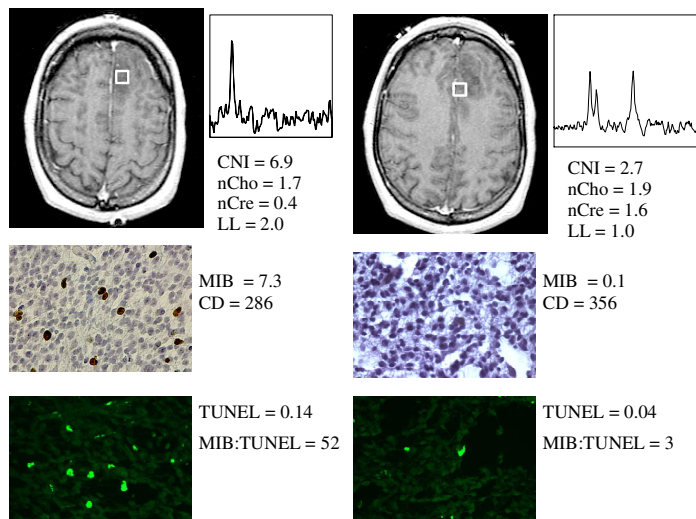 CNI = 6.9
nCho = 1.7
nCre = 0.4
LL = 2.0
CNI = 2.7
nCho = 1.9
nCre = 1.6
LL = 1.0
MIB = 7.3
CD = 286
MIB = 0.1
CD = 356
TUNEL = 0.14
MIB:TUNEL = 52
TUNEL = 0.04
MIB:TUNEL = 3